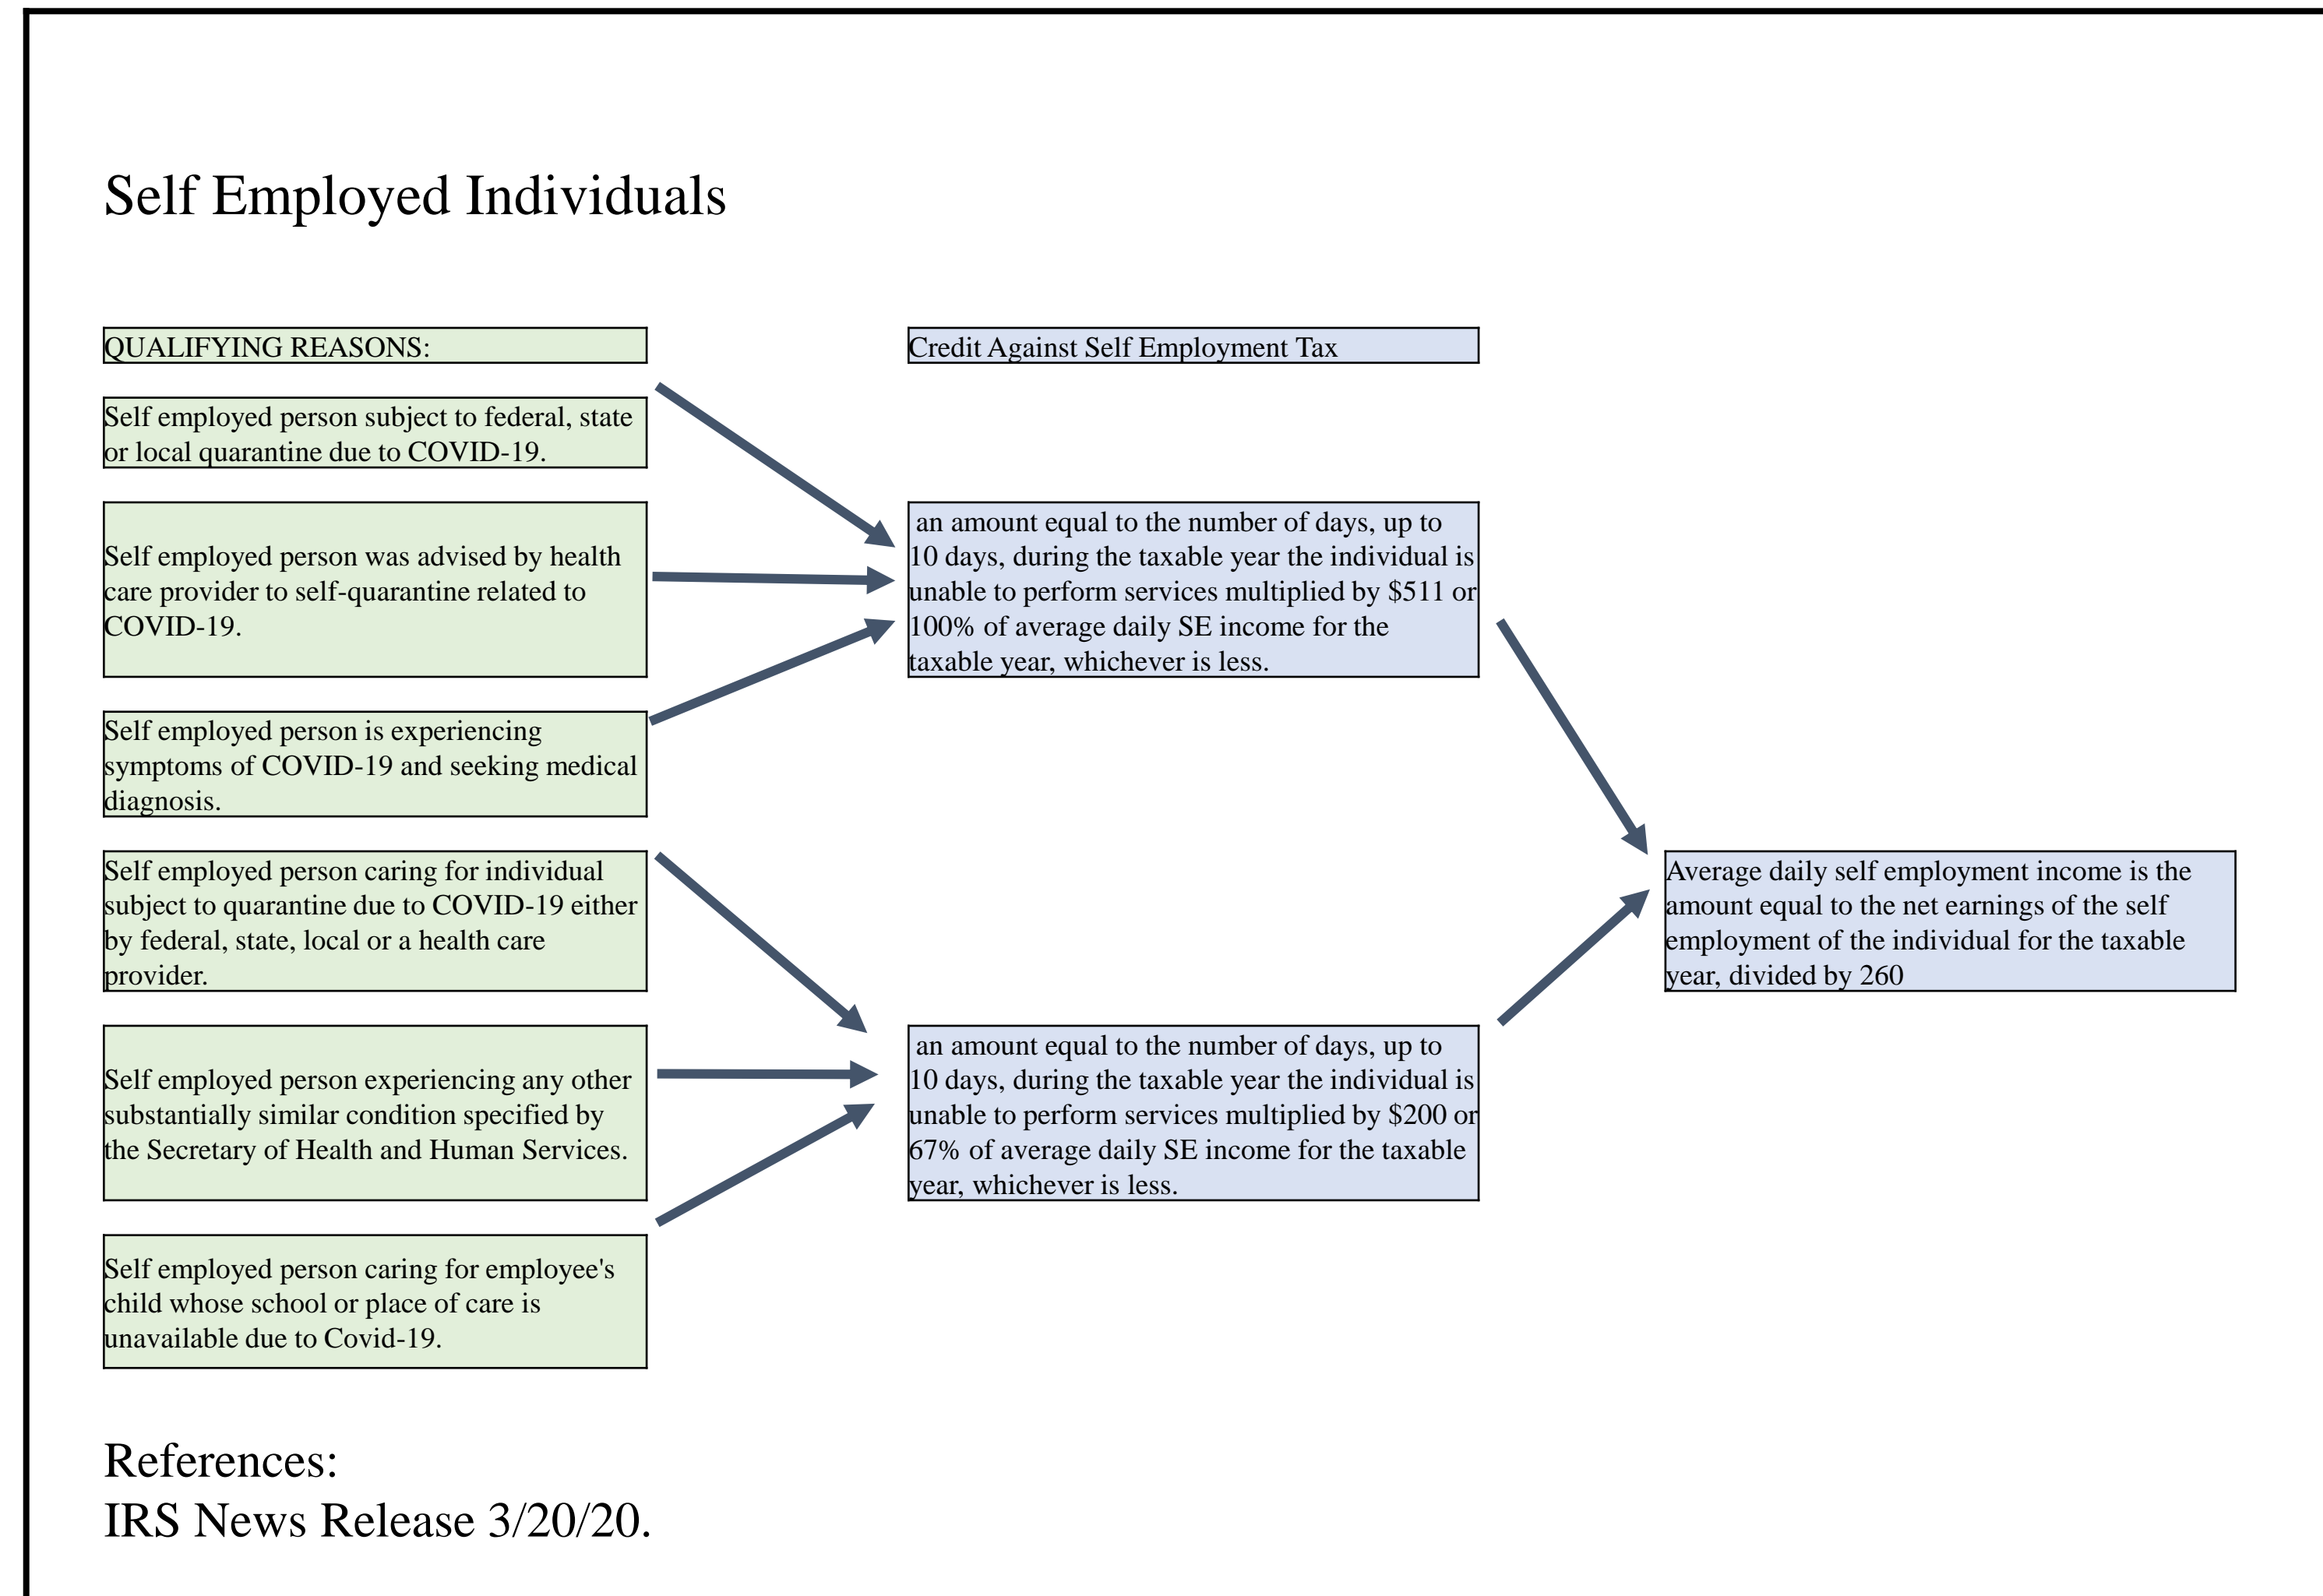 Self Employed Individuals
QUALIFYING REASONS:
Credit Against Self Employment Tax
Self employed person subject to federal, state
or local quarantine due to COVID-19.
Self employed person was advised by health
care provider to self-quarantine related to
COVID-19.
an amount equal to the number of days, up to
10 days, during the taxable year the individual is
unable to perform services multiplied by $511 or
100% of average daily SE income for the
taxable year, whichever is less.
Self employed person is experiencing
symptoms of COVID-19 and seeking medical
diagnosis.
Self employed person caring for individual
subject to quarantine due to COVID-19 either
by federal, state, local or a health care
provider.
Average daily self employment income is the
amount equal to the net earnings of the self
employment of the individual for the taxable
year, divided by 260
Self employed person experiencing any other
substantially similar condition specified by
the Secretary of Health and Human Services.
an amount equal to the number of days, up to
10 days, during the taxable year the individual is
unable to perform services multiplied by $200 or
67% of average daily SE income for the taxable
year, whichever is less.
Self employed person caring for employee's
child whose school or place of care is
unavailable due to Covid-19.
References:
IRS News Release 3/20/20.